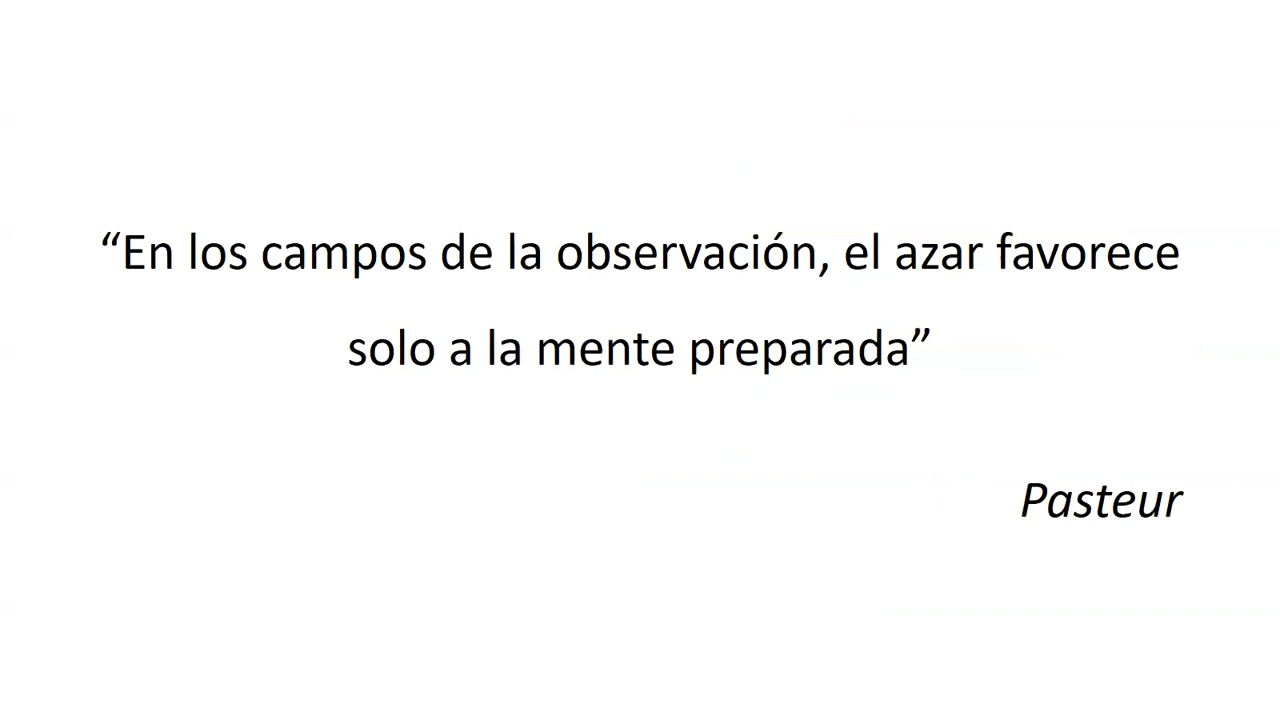 “En los campos de la observación, el azar favorece
solo a la mente preparada”
Pasteur